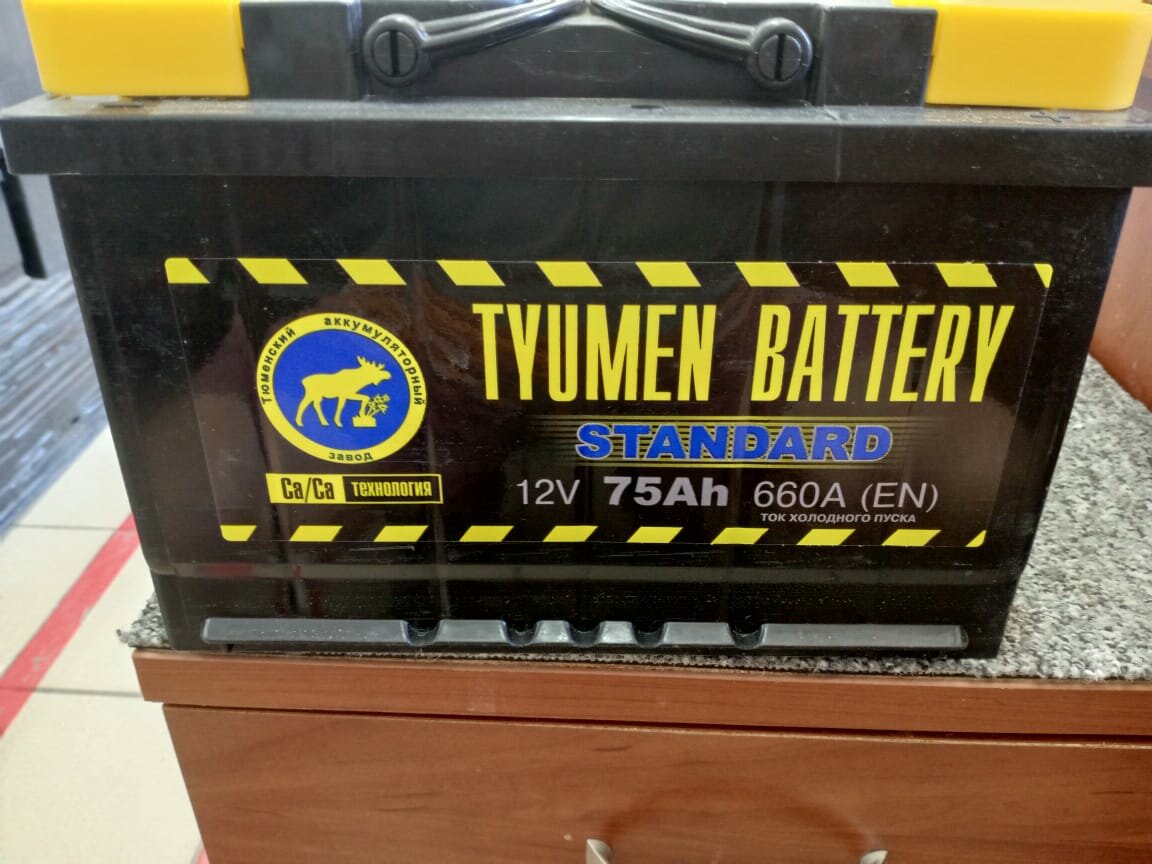 Тюменский аккумуляторный
завод
Ca/Ca технология
TYUMEN BATTERY
STANDARD
12V 75Ah 660A (EN)
ТОК ХОЛОДНОГО ПУСКА